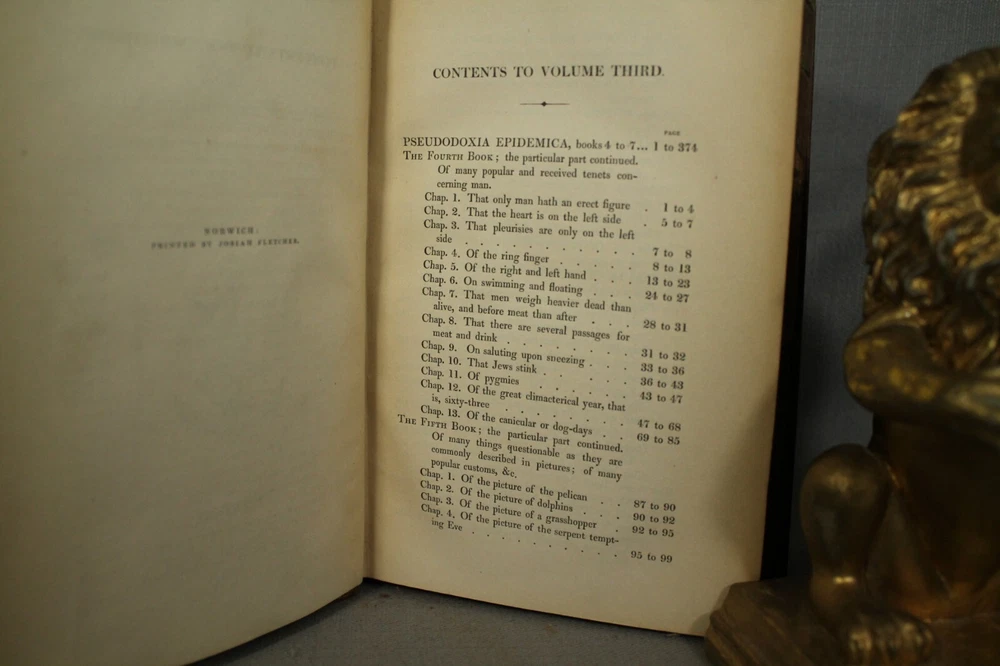 NORWICH:
PRINTED BY JOSIAH FLETCHER.
CONTENTS TO VOLUME THIRD.
PAGE
PSEUDODOXIA EPIDEMICA, books 4 to 7... 1 to 374
THE FOURTH BOOK; the particular part continued.
Of many popular and received tenets con-
cerning man.
Chap. 1. That only man hath an erect figure . 1 to 4
Chap. 2. That the heart is on the left side . 5 to 7
Chap. 3. That pleurisies are only on the left
side . . . . . . . . . . 7 to 8
Chap. 4. Of the ring finger . . . . . 8 to 13
Chap. 5. Of the right and left hand . . . 13 to 23
Chap. 6. On swimming and floating . . . 24 to 27
Chap. 7. That men weigh heavier dead than
alive, and before meat than after . . . 28 to 31
Chap. 8. That there are several passages for
meat and drink . . . . . . . . 31 to 32
Chap. 9. On saluting upon sneezing . . . 33 to 36
Chap. 10. That Jews stink . . . . . 36 to 43
Chap. 11. Of pygmies . . . . . . 43 to 47
Chap. 12. Of the great climacterical year, that
is, sixty-three . . . . . . . . 47 to 68
Chap. 13. Of the canicular or dog-days . . 69 to 85
THE FIFTH BOOK; the particular part continued.
Of many things questionable as they are
commonly described in pictures; of many
popular customs, &c.
Chap. 1. Of the picture of the pelican . . 87 to 90
Chap. 2. Of the picture of dolphins . . . 90 to 92
Chap. 3. Of the picture of a grasshopper . 92 to 95
Chap. 4. Of the picture of the serpent tempt-
ing Eve . . . . . . . . . . 95 to 99